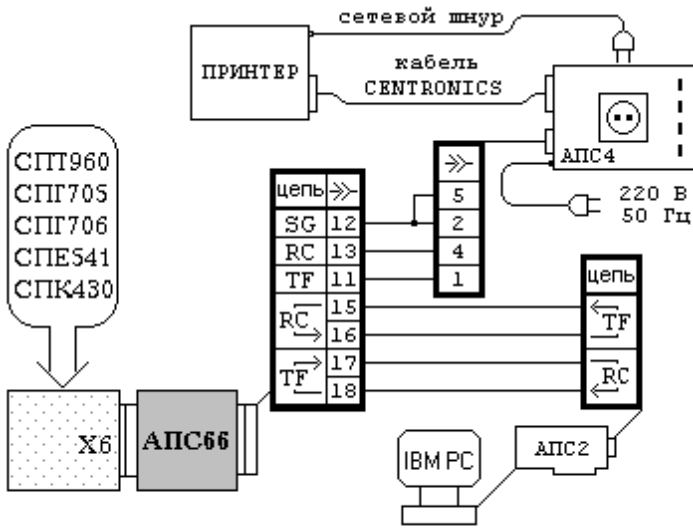 сетевой шнур
ПРИНТЕР
кабель
CENTRONICS
АПС4
220 В
50 Гц
СПТ960
СПГ705
СПГ706
СПЕ541
СПК430
цепь
SG 12
RC 13
TF 11
RC 15
16
TF 17
18
5
2
4
1
цепь
TF
RC
X6
АПС66
IBM PC
АПС2